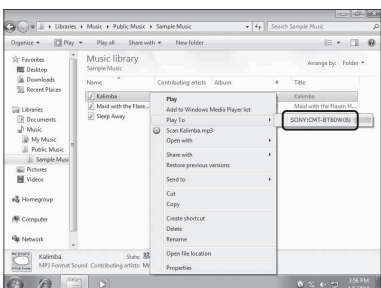 Libraries ▸ Music ▸ Public Music ▸ Sample Music
Search Sample Music
Organize ▾ Play ▾ Play all Share with ▾ New folder
Favorites
Desktop
Downloads
Recent Places
Libraries
Documents
Music
My Music
Public Music
Sample Musi
Pictures
Videos
Homegroup
Computer
Network
Music library
Sample Music
Arrange by: Folder ▾
Name Contributing artists Album # Title
Kalimba Kalimba
Maid with the Flaxe... Maid with the Flaxen H...
Sleep Away
Play
Add to Windows Media Player list
Play To
SONY:CMT-BT80W(B)
Scan Kalimba.mp3
Open with
Share with
Restore previous versions
Send to
Cut
Copy
Create shortcut
Delete
Rename
Open file location
Properties
Kalimba State:
MP3 Format Sound Contributing artists:
3:56 PM